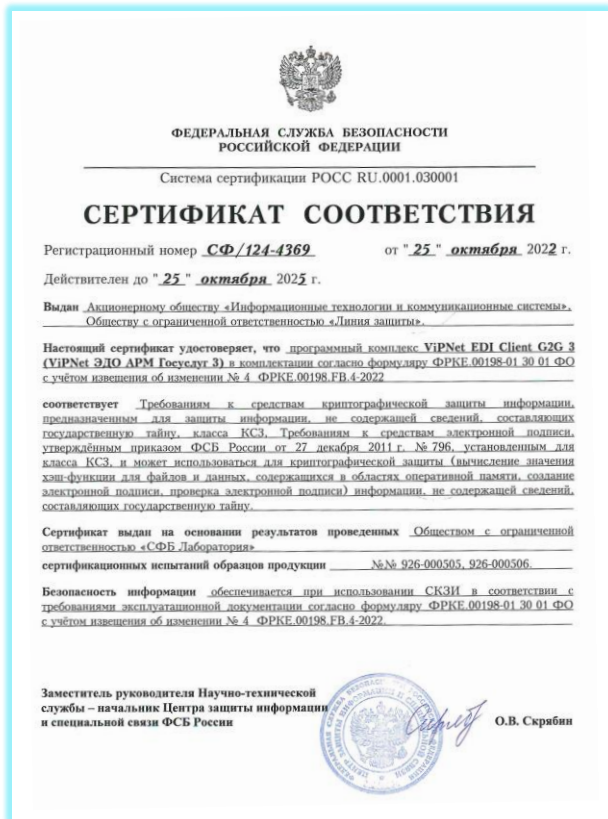 ФЕДЕРАЛЬНАЯ СЛУЖБА БЕЗОПАСНОСТИ
РОССИЙСКОЙ ФЕДЕРАЦИИ
Система сертификации РОСС RU.0001.030001
СЕРТИФИКАТ СООТВЕТСТВИЯ
Регистрационный номер СФ/124-4369 от "25" октября 2022 г.
Действителен до "25" октября 2025 г.
Выдан Акционерному обществу «Информационные технологии и коммуникационные системы»,
Обществу с ограниченной ответственностью «Линия защиты».
Настоящий сертификат удостоверяет, что программный комплекс ViPNet EDI Client G2G 3
(ViPNet ЭДО АРМ Госуслуг 3) в комплектации согласно формуляру ФРКЕ.00198-01 30 01 ФО
с учётом извещения об изменении № 4 ФРКЕ.00198.FB.4-2022
соответствует Требованиям к средствам криптографической защиты информации,
предназначенным для защиты информации, не содержащей сведений, составляющих
государственную тайну, класса КС3, Требованиям к средствам электронной подписи,
утверждённым приказом ФСБ России от 27 декабря 2011 г. № 796, установленным для
класса КС3, и может использоваться для криптографической защиты (вычисление значения
хэш-функции для файлов и данных, содержащихся в областях оперативной памяти, создание
электронной подписи, проверка электронной подписи) информации, не содержащей сведений,
составляющих государственную тайну.
Сертификат выдан на основании результатов проведенных Обществом с ограниченной
ответственностью «СФБ Лаборатория»
сертификационных испытаний образцов продукции №№ 926-000505, 926-000506.
Безопасность информации обеспечивается при использовании СКЗИ в соответствии с
требованиями эксплуатационной документации согласно формуляру ФРКЕ.00198-01 30 01 ФО
с учётом извещения об изменении № 4 ФРКЕ.00198.FB.4-2022.
Заместитель руководителя Научно-технической
службы – начальник Центра защиты информации
и специальной связи ФСБ России
О.В. Скрябин